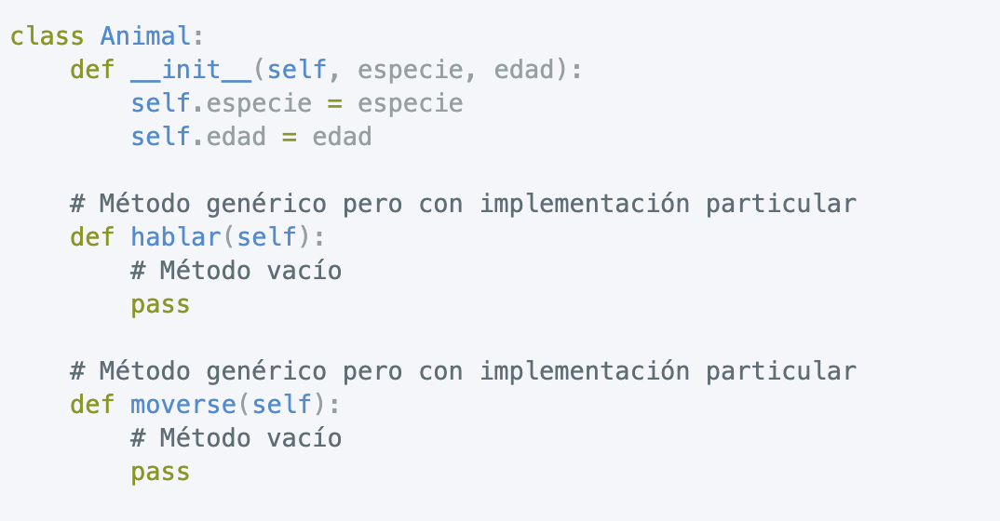 class Animal:
    def __init__(self, especie, edad):
        self.especie = especie
        self.edad = edad

    # Método genérico pero con implementación particular
    def hablar(self):
        # Método vacío
        pass

    # Método genérico pero con implementación particular
    def moverse(self):
        # Método vacío
        pass